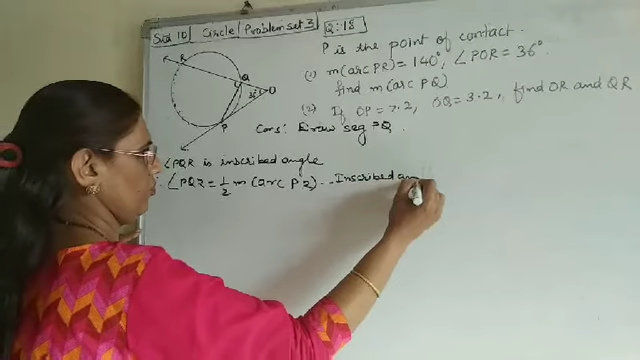 Std 10 Circle (Problem set 3) Q:18
P is the point of contact.
(1) m(arc PR) = 140°, ∠POR = 36°
find m(arc PQ)
(2) If OP = 7.2, OQ = 3.2, find OR and QR
Cons: Draw seg PQ.
R
Q
O
36°
P
∠PQR is inscribed angle
∴ ∠PQR = 1/2 m (arc PR) .. Inscribed an